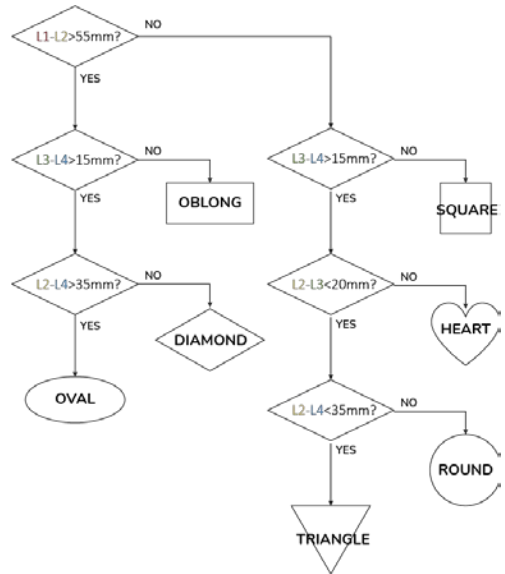 L1-L2>55mm?
NO
YES
L3-L4>15mm?
NO
L3-L4>15mm?
NO
OBLONG
SQUARE
YES
YES
L2-L4>35mm?
NO
L2-L3<20mm?
NO
DIAMOND
HEART
YES
YES
OVAL
L2-L4<35mm?
NO
ROUND
YES
TRIANGLE